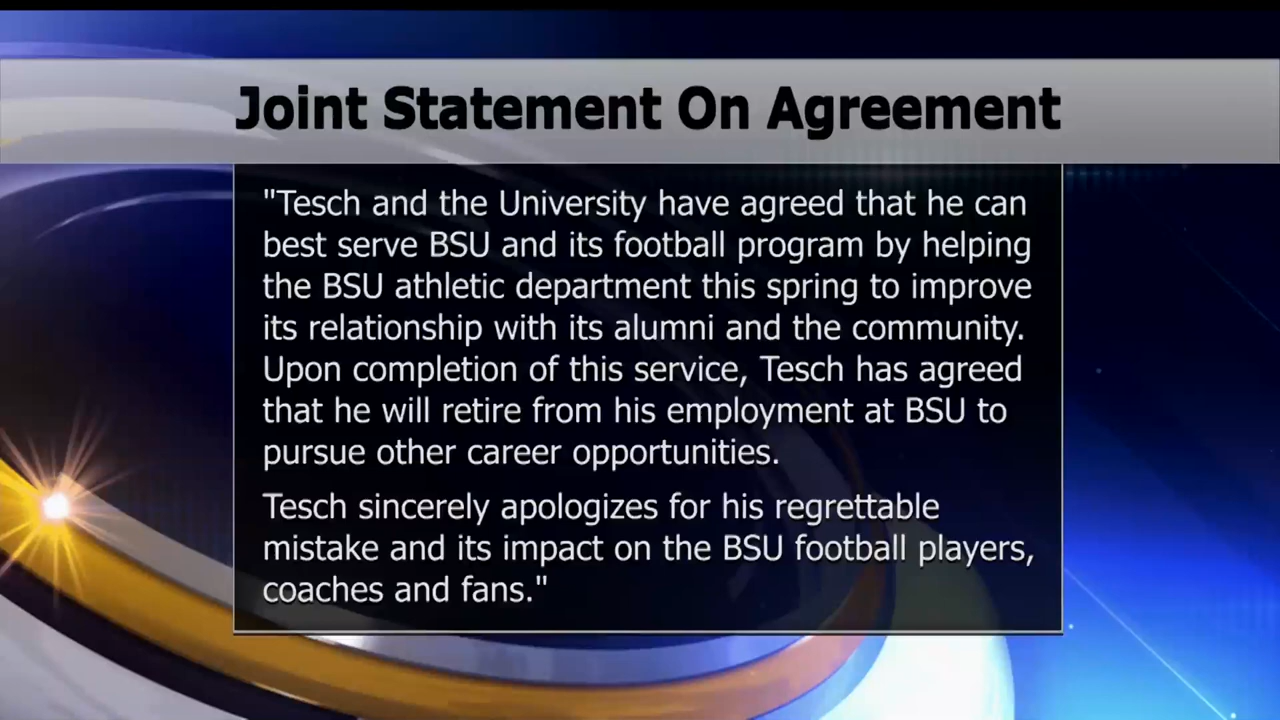 Joint Statement On Agreement
"Tesch and the University have agreed that he can
best serve BSU and its football program by helping
the BSU athletic department this spring to improve
its relationship with its alumni and the community.
Upon completion of this service, Tesch has agreed
that he will retire from his employment at BSU to
pursue other career opportunities.
Tesch sincerely apologizes for his regrettable
mistake and its impact on the BSU football players,
coaches and fans."